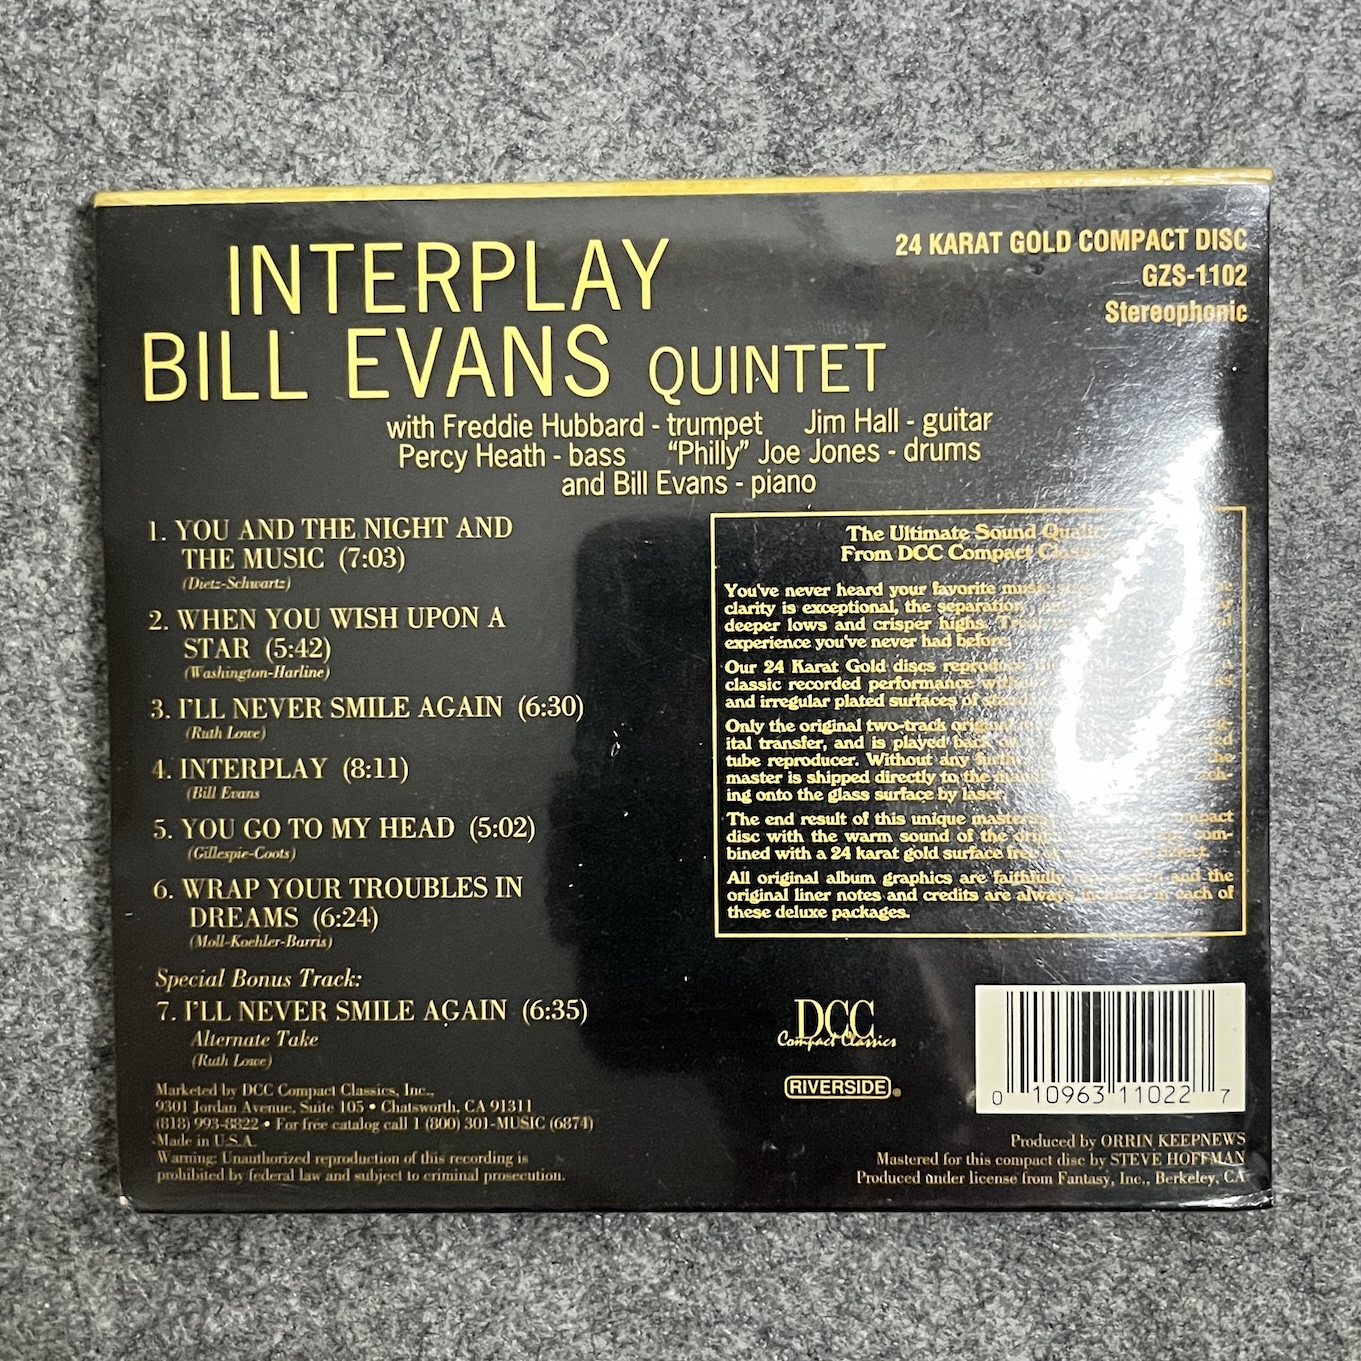 INTERPLAY
BILL EVANS QUINTET
24 KARAT GOLD COMPACT DISC
GZS-1102
Stereophonic
with Freddie Hubbard - trumpet Jim Hall - guitar
Percy Heath - bass "Philly" Joe Jones - drums
and Bill Evans - piano
1. YOU AND THE NIGHT AND
THE MUSIC (7:03)
(Dietz-Schwartz)
2. WHEN YOU WISH UPON A
STAR (5:42)
(Washington-Harline)
3. I'LL NEVER SMILE AGAIN (6:30)
(Ruth Lowe)
4. INTERPLAY (8:11)
(Bill Evans
5. YOU GO TO MY HEAD (5:02)
(Gillespie-Coots)
6. WRAP YOUR TROUBLES IN
DREAMS (6:24)
(Moll-Koehler-Barris)
Special Bonus Track:
7. I'LL NEVER SMILE AGAIN (6:35)
Alternate Take
(Ruth Lowe)
Marketed by DCC Compact Classics, Inc.,
9301 Jordan Avenue, Suite 105 • Chatsworth, CA 91311
(818) 993-8822 • For free catalog call 1 (800) 301-MUSIC (6874)
Made in U.S.A.
Warning: Unauthorized reproduction of this recording is
prohibited by federal law and subject to criminal prosecution.
The Ultimate Sound Quality
From DCC Compact Classics
You've never heard your favorite music
clarity is exceptional, the separation
deeper lows and crisper highs.
experience you've never had before.
Our 24 Karat Gold discs reproduce a
classic recorded performance
and irregular plated surfaces of
Only the original two-track
ital transfer, and is played back
tube reproducer. Without any the
master is shipped directly to the
ing onto the glass surface by laser.
The end result of this unique
disc with the warm sound of the com-
bined with a 24 karat gold surface
All original album graphics are faithfully and the
original liner notes and credits are always each of
these deluxe packages.
DCC
Compact Classics
RIVERSIDE®
0 10963 11022 7
Produced by ORRIN KEEPNEWS
Mastered for this compact disc by STEVE HOFFMAN
Produced under license from Fantasy, Inc., Berkeley, CA